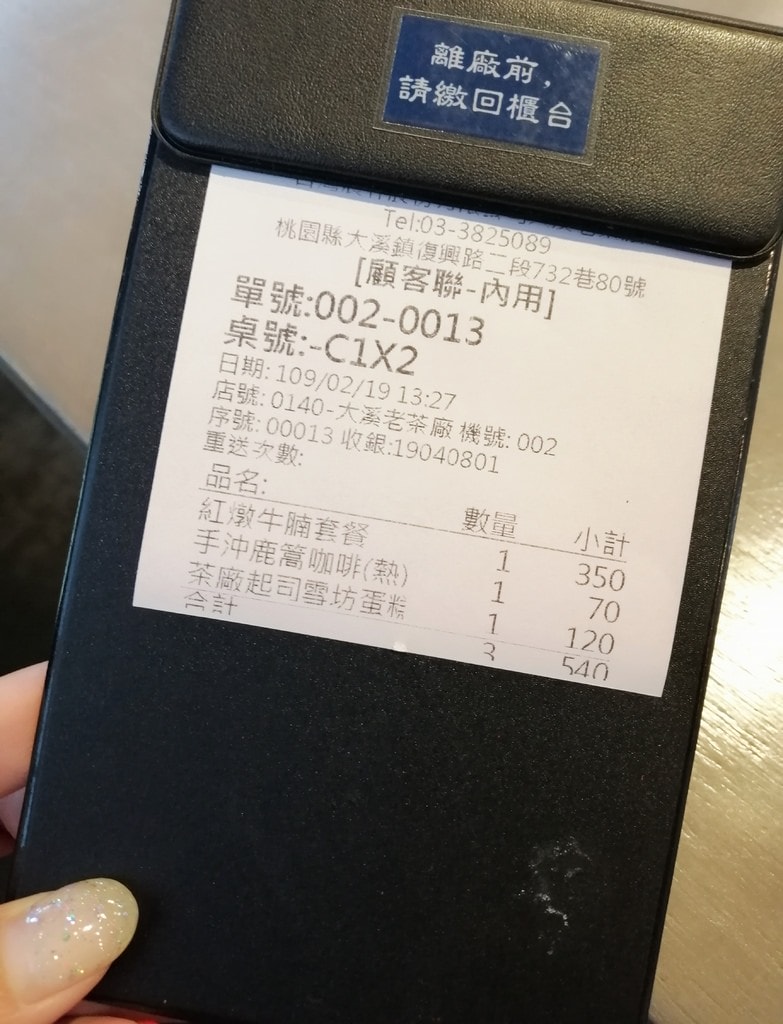 離廠前，
請繳回櫃台
Tel:03-3825089
桃園縣大溪鎮復興路二段732巷80號
[顧客聯-內用]
單號:002-0013
桌號:-C1X2
日期: 109/02/19 13:27
店號: 0140-大溪老茶廠 機號: 002
序號: 00013 收銀:19040801
重送次數:
品名: 數量 小計
紅燉牛腩套餐 1 350
手沖鹿篙咖啡(熱) 1 70
茶廠起司雪坊蛋糕 1 120
合計 3 540